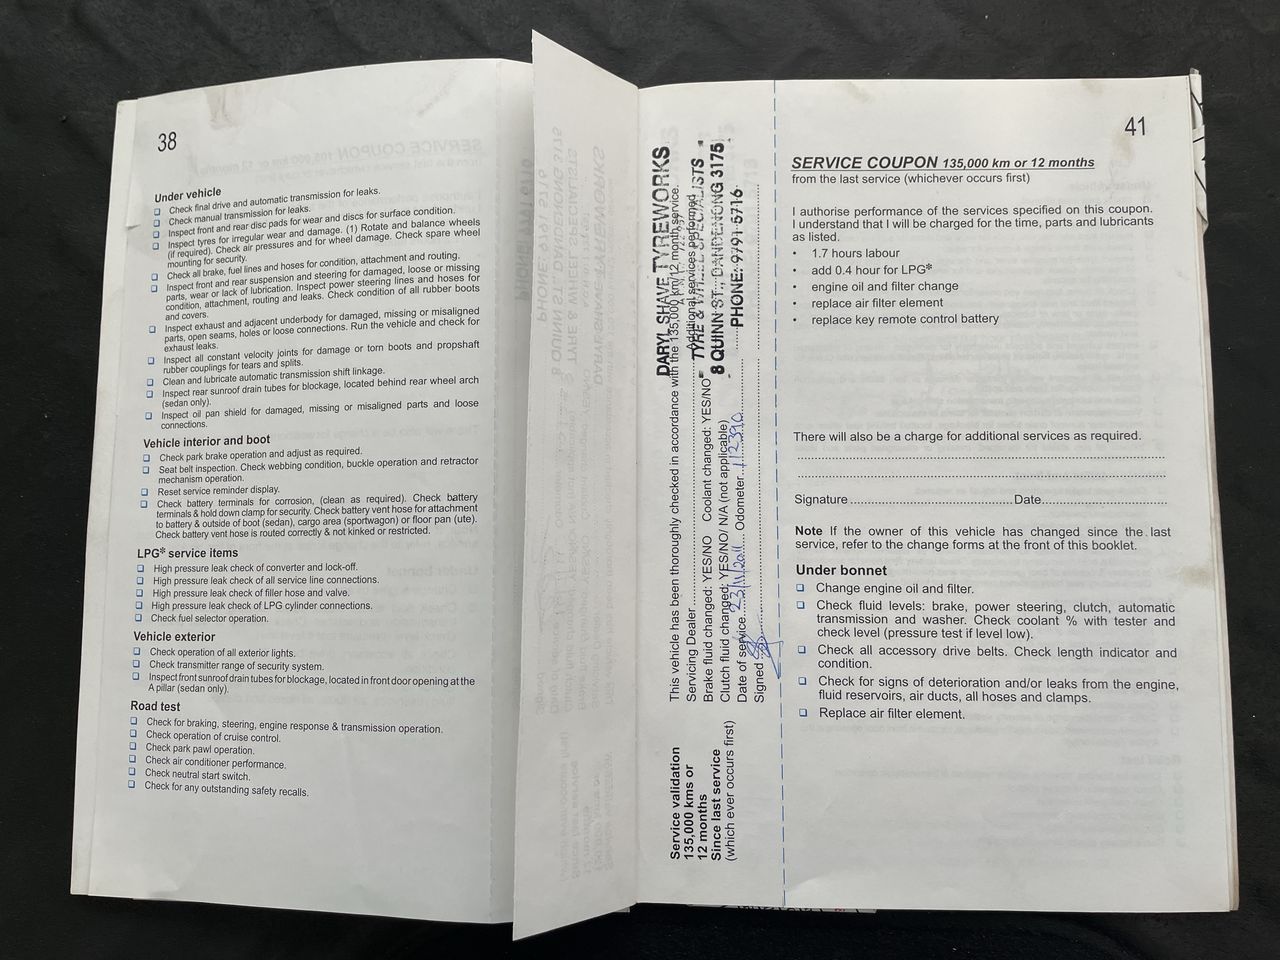 38
Under vehicle
❑ Check final drive and automatic transmission for leaks.
❑ Check manual transmission for leaks.
❑ Inspect front and rear disc pads for wear and discs for surface condition.
❑ Inspect tyres for irregular wear and damage. (1) Rotate and balance wheels
(if required). Check air pressures and for wheel damage. Check spare wheel
mounting for security.
❑ Check all brake, fuel lines and hoses for condition, attachment and routing.
❑ Inspect front and rear suspension and steering for damaged, loose or missing
parts, wear or lack of lubrication. Inspect power steering lines and hoses for
condition, attachment, routing and leaks. Check condition of all rubber boots
and covers.
❑ Inspect exhaust and adjacent underbody for damaged, missing or misaligned
parts, open seams, holes or loose connections. Run the vehicle and check for
exhaust leaks.
❑ Inspect all constant velocity joints for damage or torn boots and propshaft
rubber couplings for tears and splits.
❑ Clean and lubricate automatic transmission shift linkage.
❑ Inspect rear sunroof drain tubes for blockage, located behind rear wheel arch
(sedan only).
❑ Inspect oil pan shield for damaged, missing or misaligned parts and loose
connections.
Vehicle interior and boot
❑ Check park brake operation and adjust as required.
❑ Seat belt inspection. Check webbing condition, buckle operation and retractor
mechanism operation.
❑ Reset service reminder display.
❑ Check battery terminals for corrosion, (clean as required). Check battery
terminals & hold down clamp for security. Check battery vent hose for attachment
to battery & outside of boot (sedan), cargo area (sportwagon) or floor pan (ute).
Check battery vent hose is routed correctly & not kinked or restricted.
LPG* service items
❑ High pressure leak check of converter and lock-off.
❑ High pressure leak check of all service line connections.
❑ High pressure leak check of filler hose and valve.
❑ High pressure leak check of LPG cylinder connections.
❑ Check fuel selector operation.
Vehicle exterior
❑ Check operation of all exterior lights.
❑ Check transmitter range of security system.
❑ Inspect front sunroof drain tubes for blockage, located in front door opening at the
A pillar (sedan only).
Road test
❑ Check for braking, steering, engine response & transmission operation.
❑ Check operation of cruise control.
❑ Check park pawl operation.
❑ Check air conditioner performance.
❑ Check neutral start switch.
❑ Check for any outstanding safety recalls.
Service validation
135,000 kms or
12 months
Since last service
(which ever occurs first)
DARYL SHAVE TYREWORKS
TYRE & WHEEL SPECIALISTS
8 QUINN ST., DANDENONG 3175
PHONE: 9791 5716
This vehicle has been thoroughly checked in accordance with the 135,000 km/12 month service.
Servicing Dealer Additional services performed
Brake fluid changed: YES/NO Coolant changed: YES/NO*
Clutch fluid changed: YES/NO/ N/A (not applicable)
Date of service 23/11/2011 Odometer 112390
Signed
41
SERVICE COUPON 135,000 km or 12 months
from the last service (whichever occurs first)
I authorise performance of the services specified on this coupon.
I understand that I will be charged for the time, parts and lubricants
as listed.
• 1.7 hours labour
• add 0.4 hour for LPG*
• engine oil and filter change
• replace air filter element
• replace key remote control battery
There will also be a charge for additional services as required.
Signature Date
Note If the owner of this vehicle has changed since the last
service, refer to the change forms at the front of this booklet.
Under bonnet
❑ Change engine oil and filter.
❑ Check fluid levels: brake, power steering, clutch, automatic
transmission and washer. Check coolant % with tester and
check level (pressure test if level low).
❑ Check all accessory drive belts. Check length indicator and
condition.
❑ Check for signs of deterioration and/or leaks from the engine,
fluid reservoirs, air ducts, all hoses and clamps.
❑ Replace air filter element.